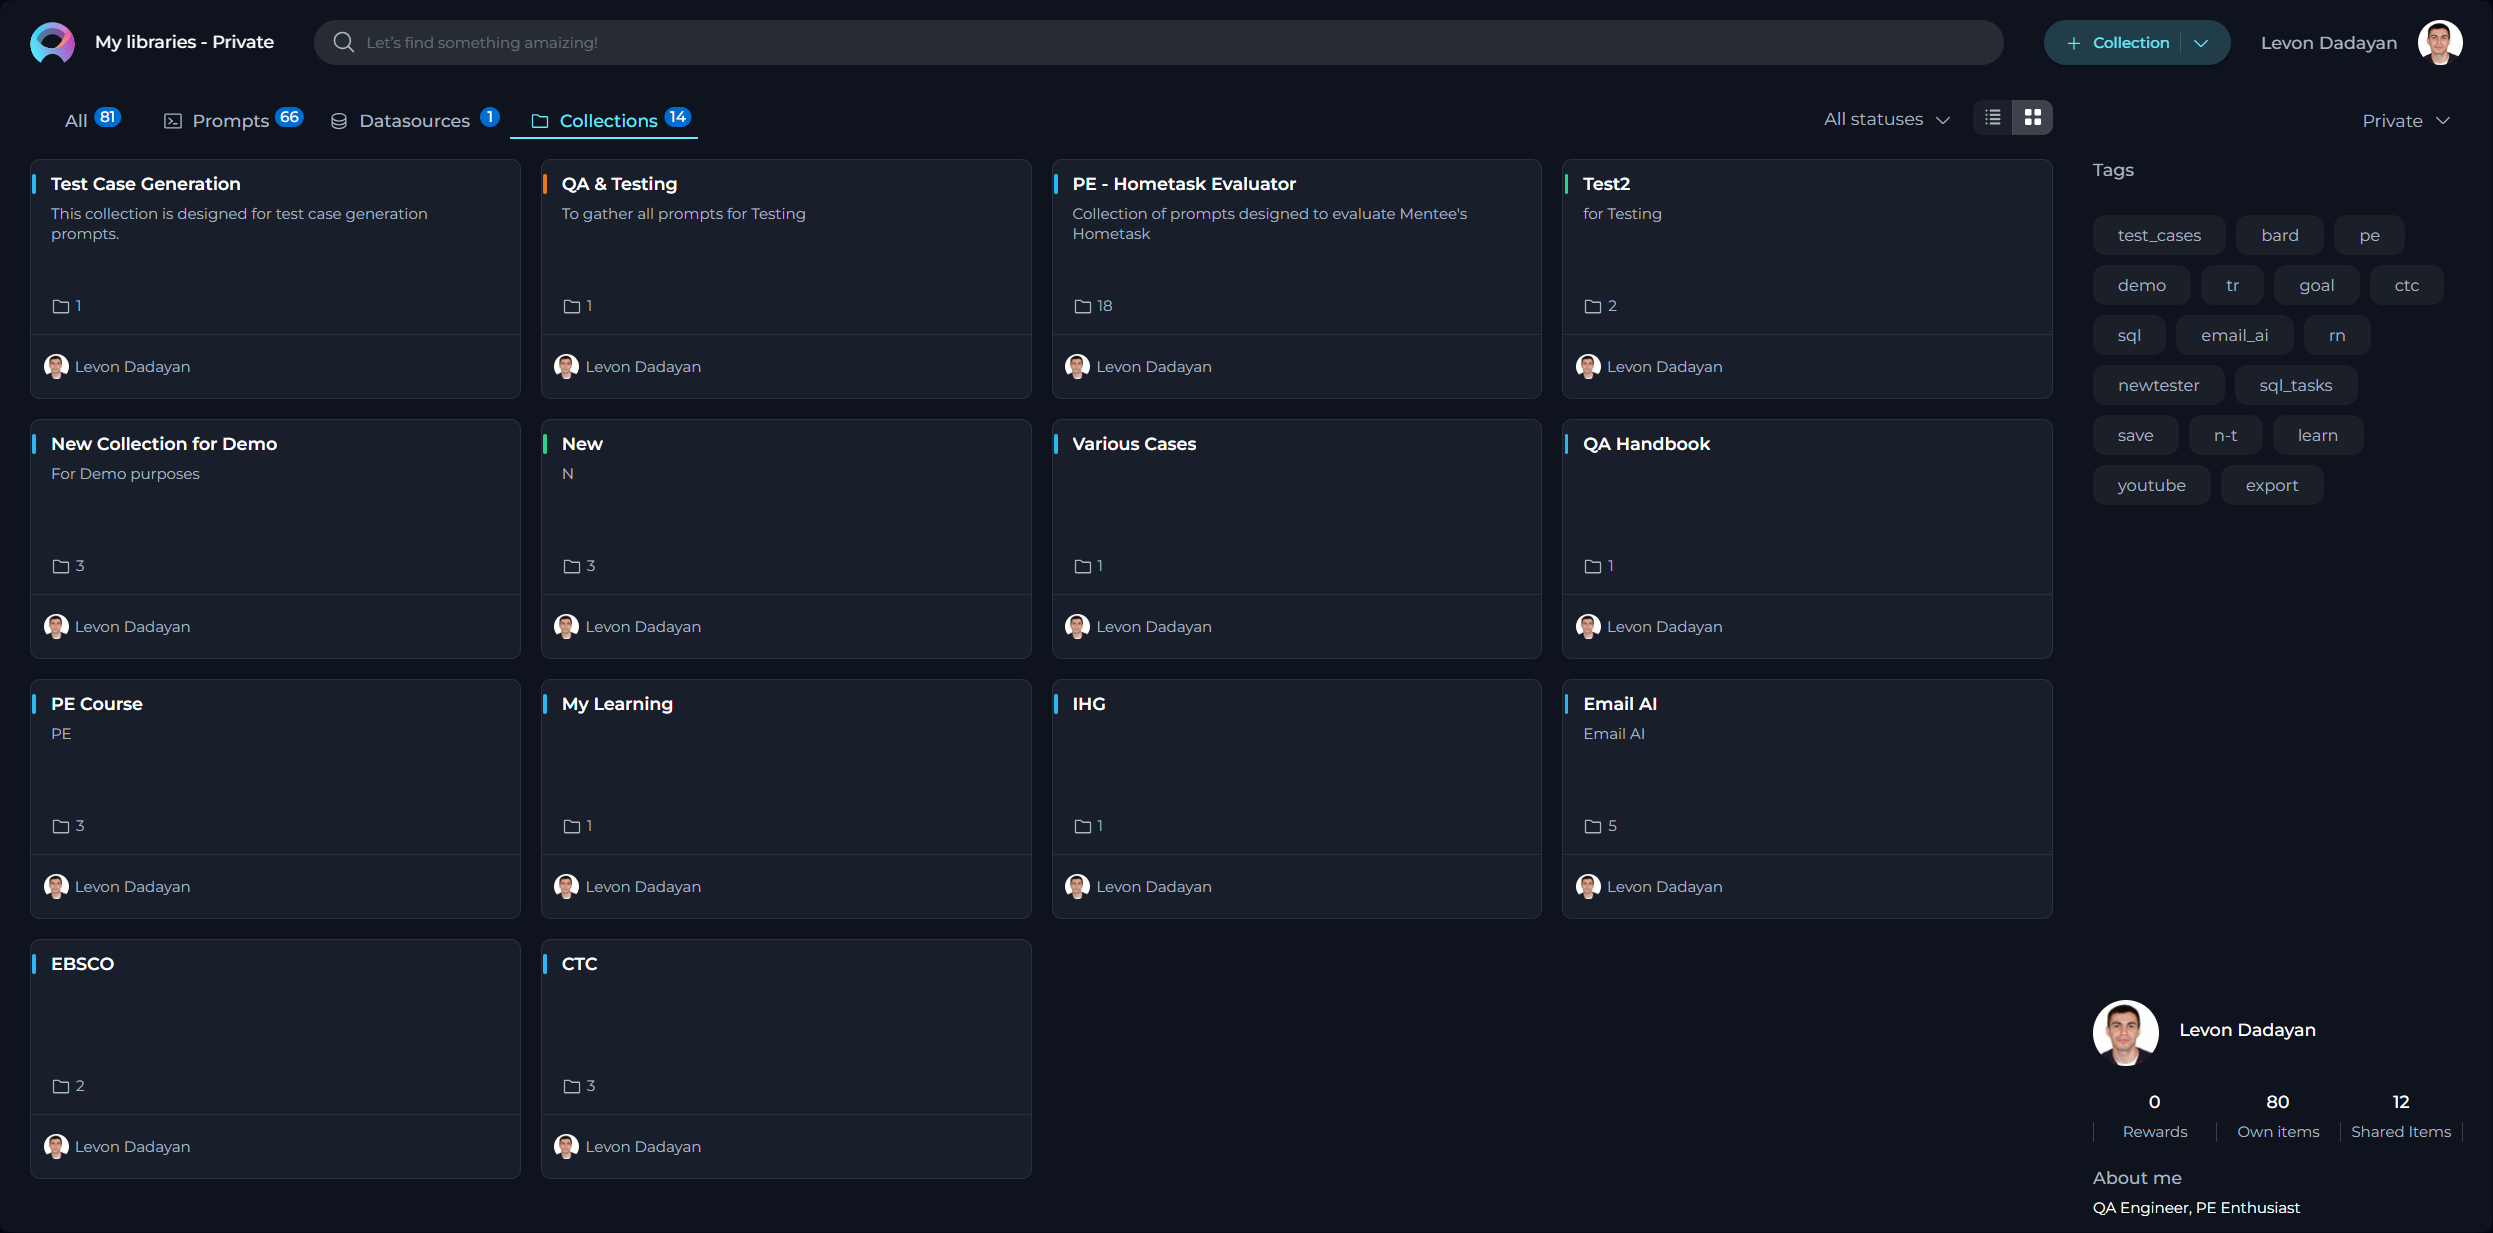 My libraries - Private
Let's find something amaizing!
Collection
Levon Dadayan
All 81
Prompts 66
Datasources 1
Collections 14
All statuses
Private
Test Case Generation
This collection is designed for test case generation
prompts.
1
Levon Dadayan
QA & Testing
To gather all prompts for Testing
1
Levon Dadayan
PE - Hometask Evaluator
Collection of prompts designed to evaluate Mentee's
Hometask
18
Levon Dadayan
Test2
for Testing
2
Levon Dadayan
New Collection for Demo
For Demo purposes
3
Levon Dadayan
New
N
3
Levon Dadayan
Various Cases
1
Levon Dadayan
QA Handbook
1
Levon Dadayan
PE Course
PE
3
Levon Dadayan
My Learning
1
Levon Dadayan
IHG
1
Levon Dadayan
Email AI
Email AI
5
Levon Dadayan
EBSCO
2
Levon Dadayan
CTC
3
Levon Dadayan
Tags
test_cases bard pe
demo tr goal ctc
sql email_ai rn
newtester sql_tasks
save n-t learn
youtube export
Levon Dadayan
0 80 12
Rewards Own items Shared Items
About me
QA Engineer, PE Enthusiast